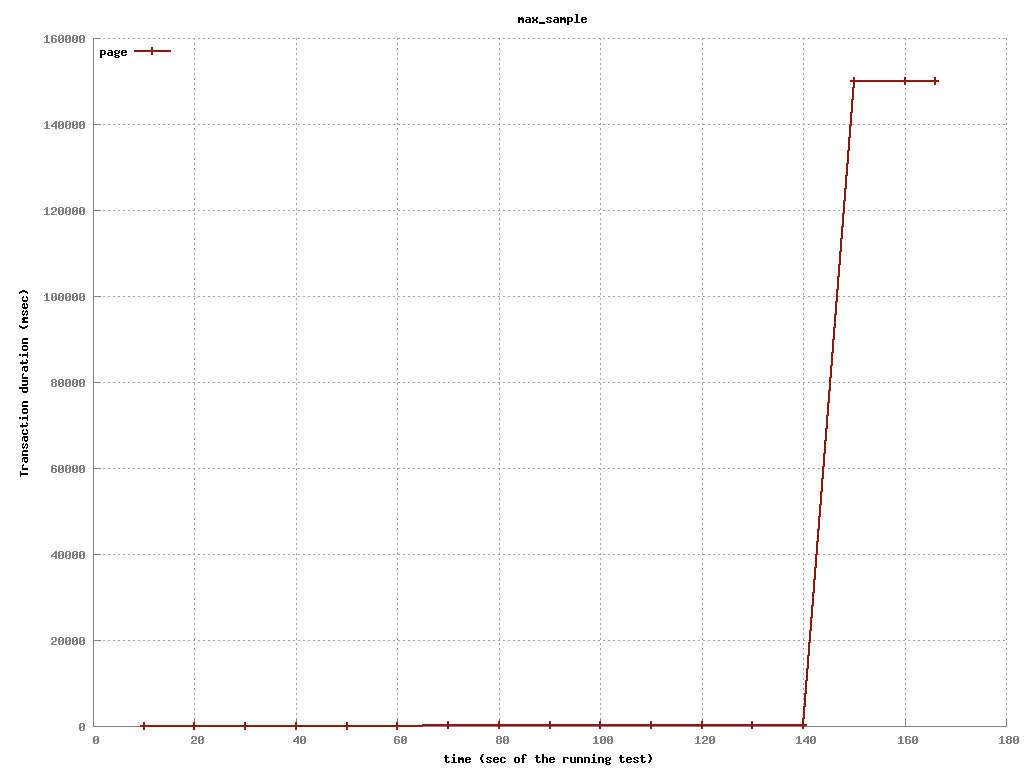 max_sample
page
160000
140000
120000
100000
80000
60000
40000
20000
0
Transaction duration (msec)
0 20 40 60 80 100 120 140 160 180
time (sec of the running test)